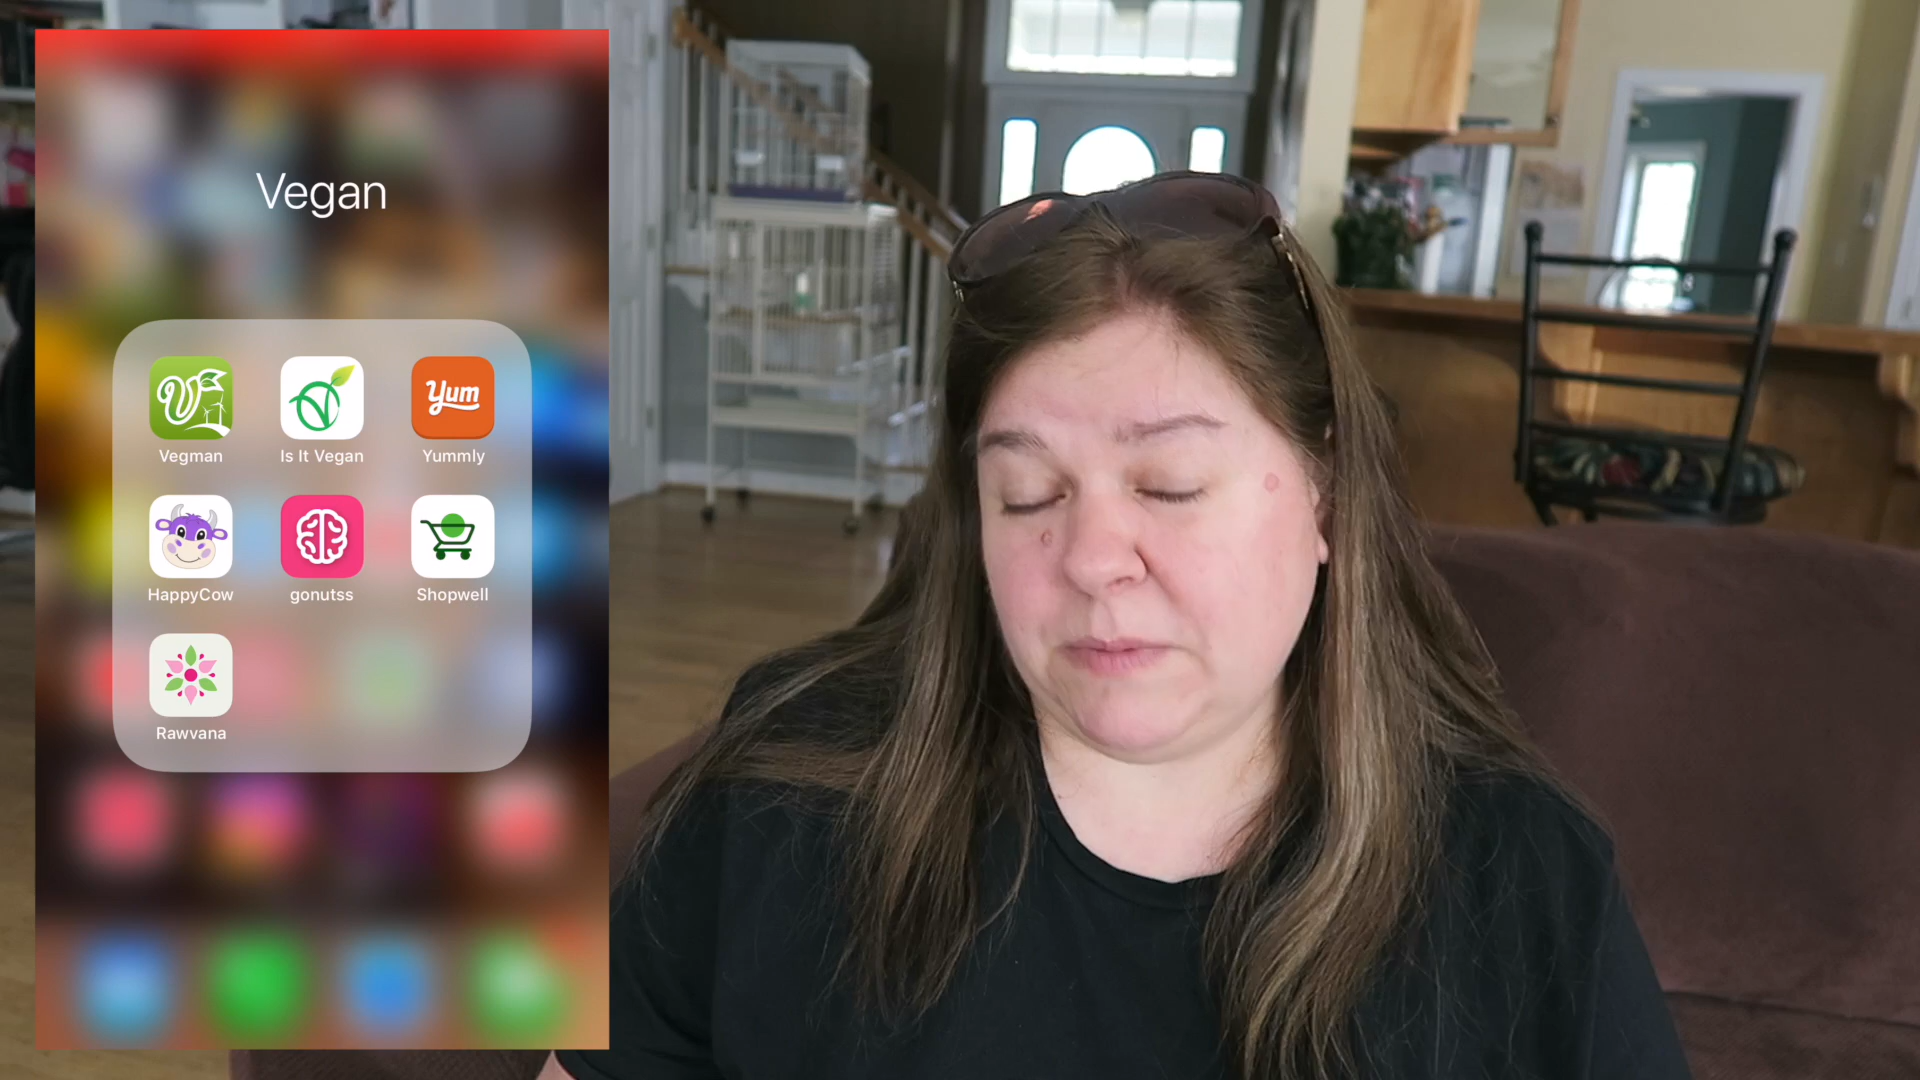 Vegan
Yum
Vegman
Is It Vegan
Yummly
HappyCow
gonutss
Shopwell
Rawvana